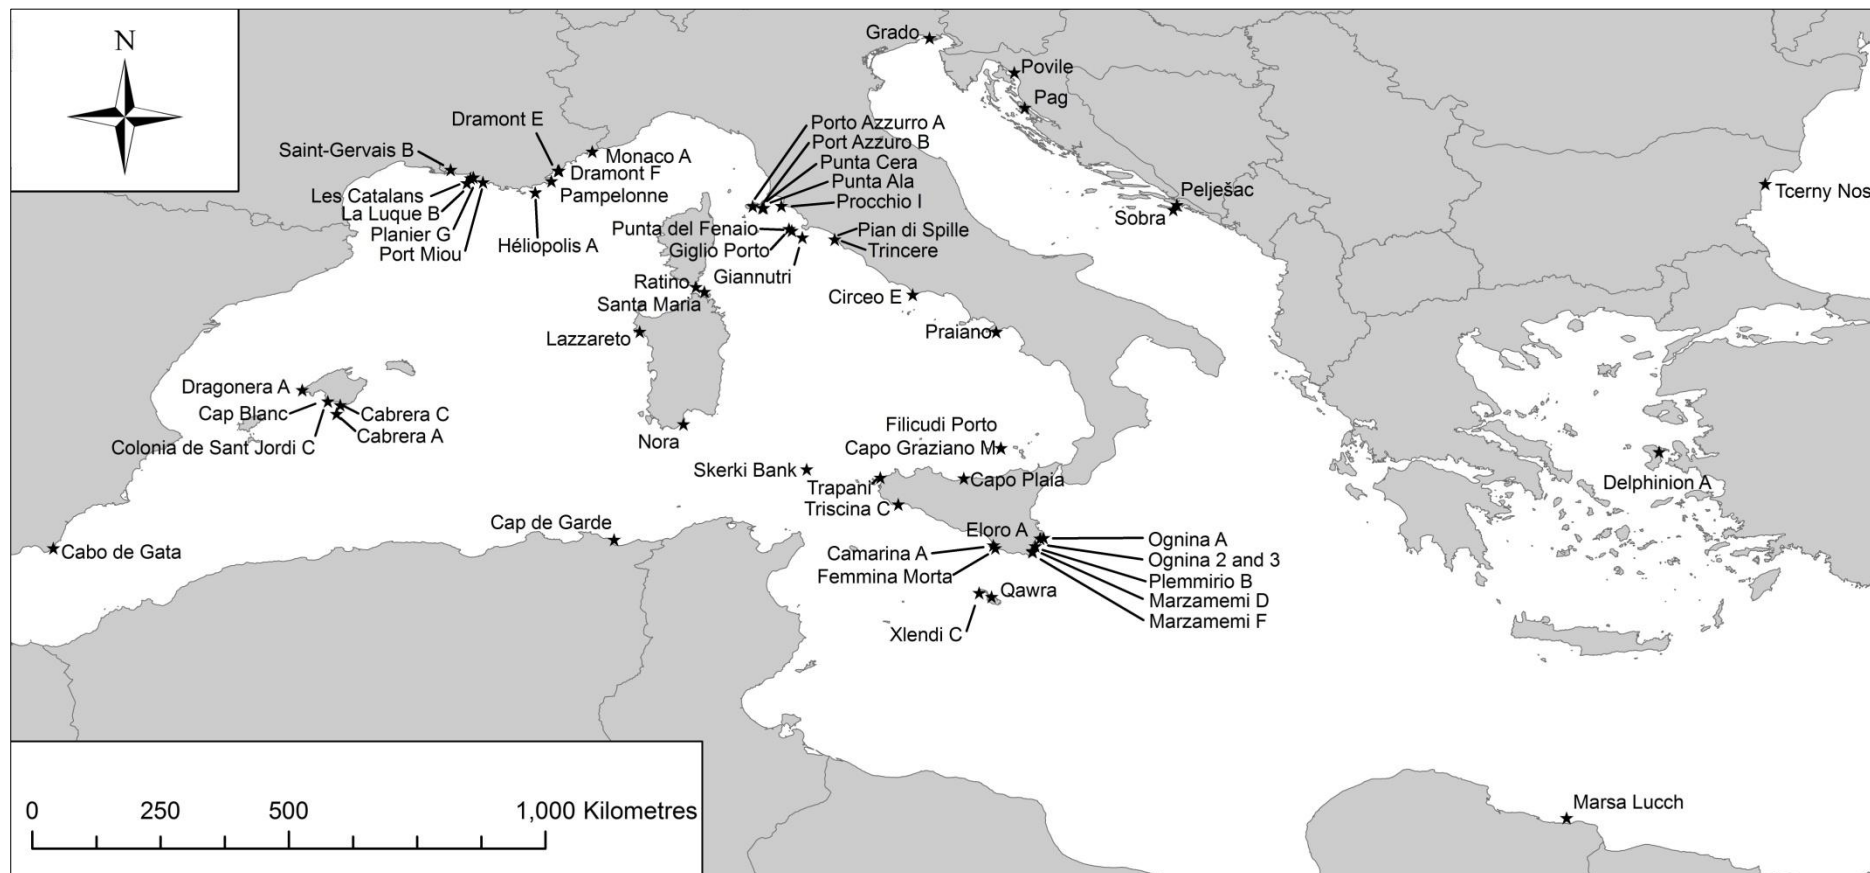 N
Grado
Povile
Pag
Dramont E
Porto Azzurro A
Port Azzuro B
Punta Cera
Punta Ala
Procchio I
Saint-Gervais B
Monaco A
Dramont F
Pampelonne
Les Catalans
La Luque B
Planier G
Port Miou
Héliopolis A
Punta del Fenaio
Giglio Porto
Giannutri
Pian di Spille
Trincere
Pelješac
Sobra
Tcerny Nos
Ratino
Santa Maria
Lazzareto
Circeo E
Praiano
Dragonera A
Cap Blanc
Colonia de Sant Jordi C
Cabrera C
Cabrera A
Nora
Filicudi Porto
Capo Graziano M
Skerki Bank
Trapani
Triscina C
Capo Plaia
Delphinion A
Cap de Garde
Cabo de Gata
Eloro A
Camarina A
Femmina Morta
Ognina A
Ognina 2 and 3
Plemmirio B
Marzamemi D
Marzamemi F
Qawra
Xlendi C
Marsa Lucch
0 250 500 1,000 Kilometres